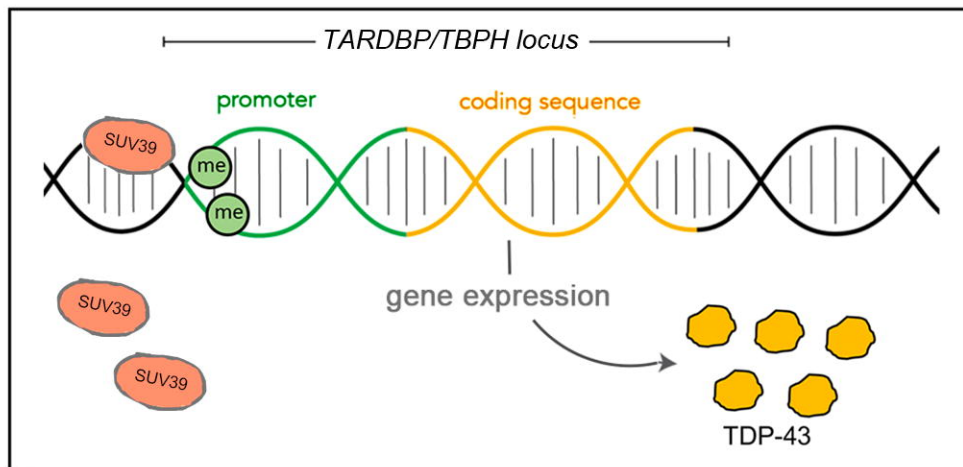 TARDBP/TBPH locus
promoter
coding sequence
SUV39
me
me
gene expression
SUV39
SUV39
TDP-43